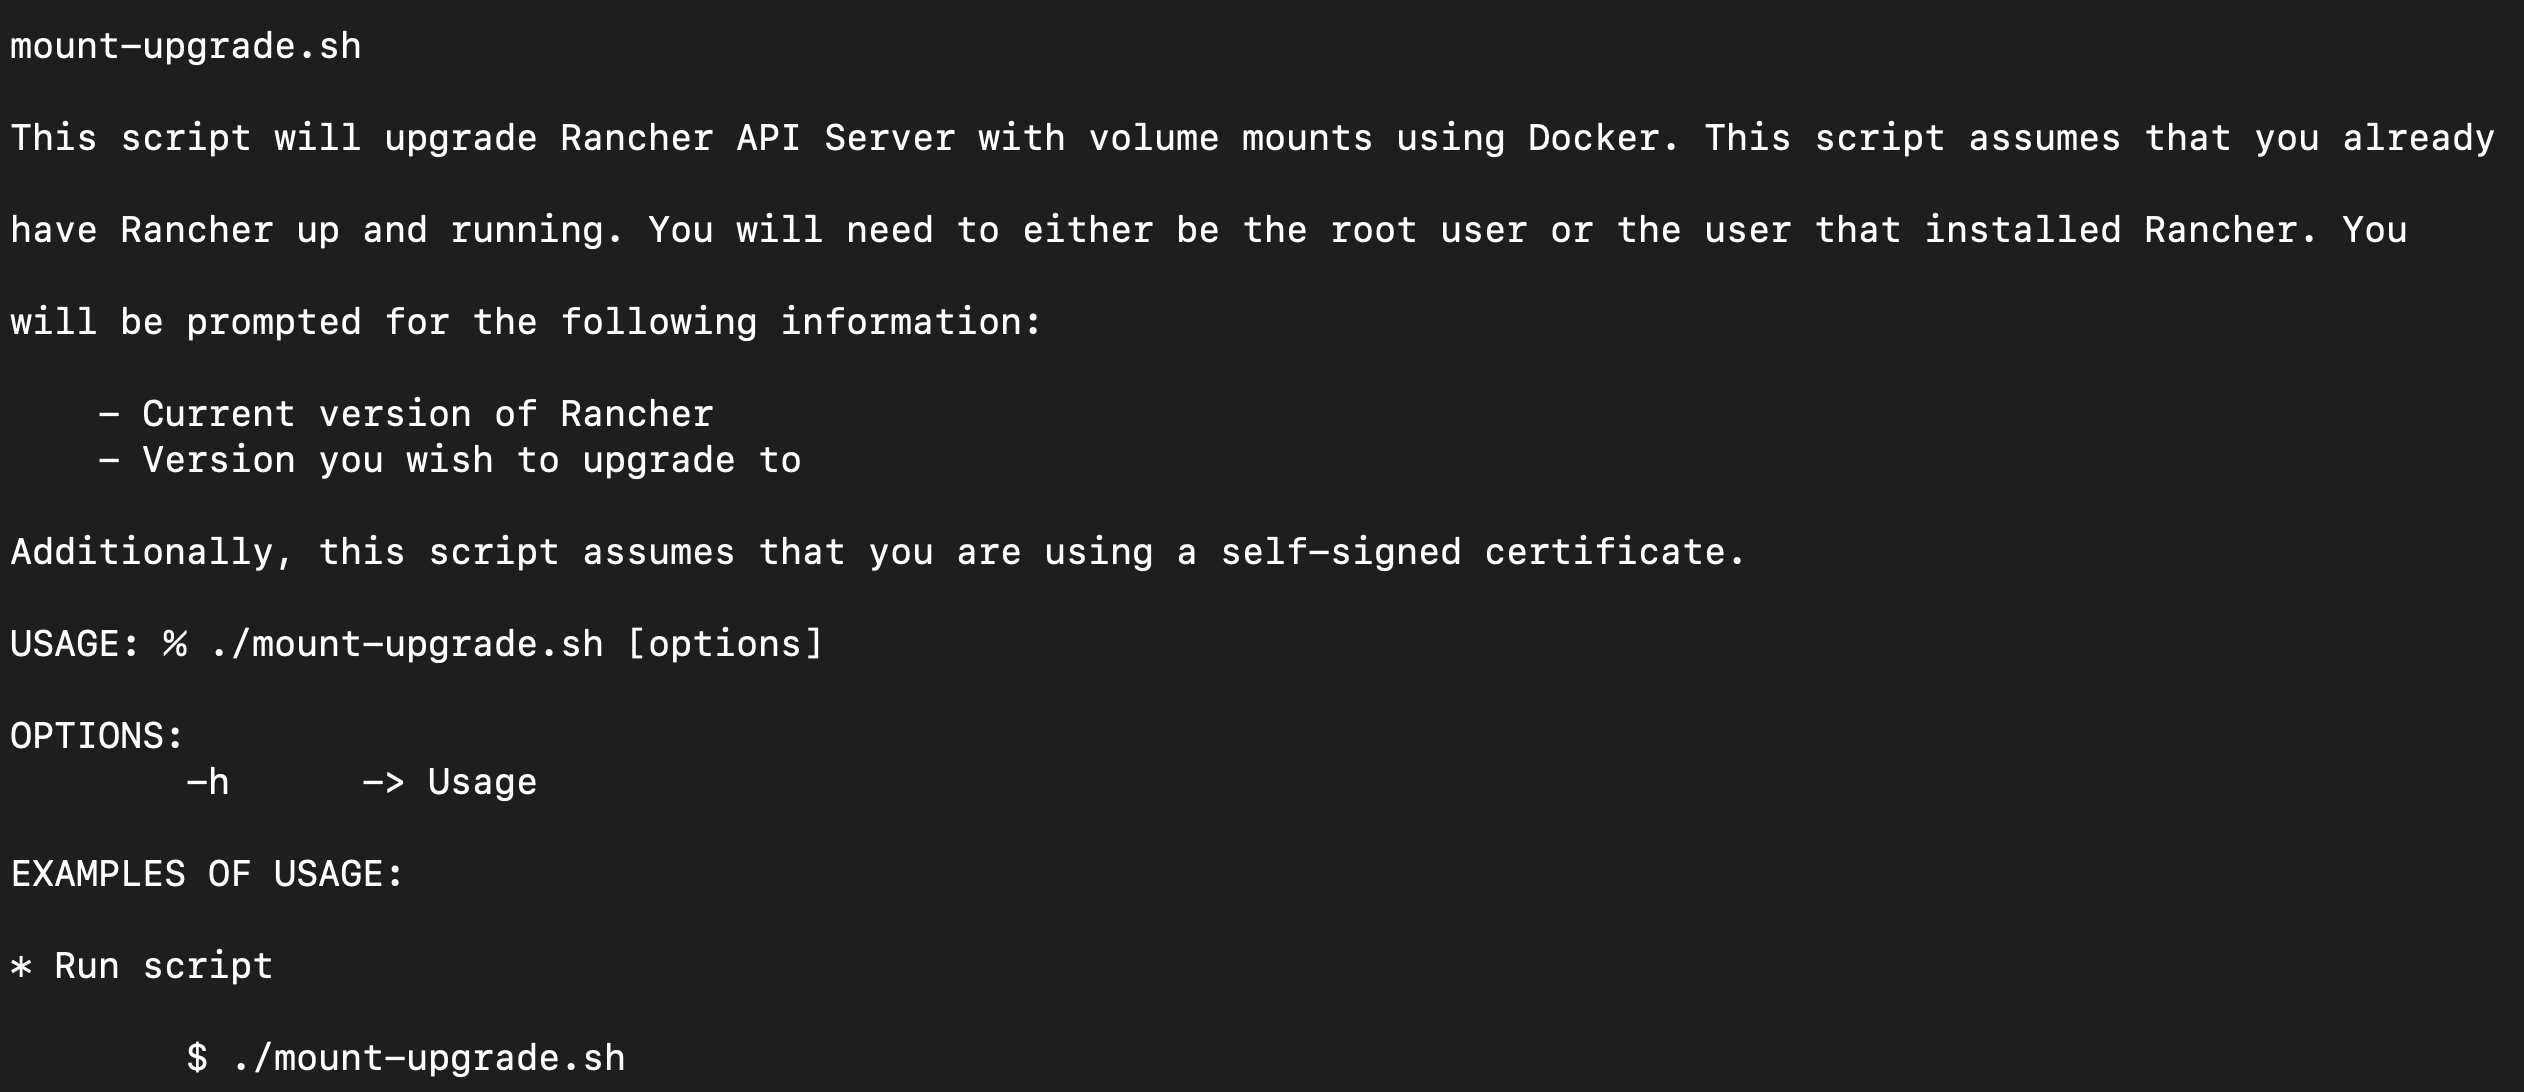 mount-upgrade.sh
This script will upgrade Rancher API Server with volume mounts using Docker. This script assumes that you already
have Rancher up and running. You will need to either be the root user or the user that installed Rancher. You
will be prompted for the following information:
    - Current version of Rancher
    - Version you wish to upgrade to
Additionally, this script assumes that you are using a self-signed certificate.
USAGE: % ./mount-upgrade.sh [options]
OPTIONS:
        -h      -> Usage
EXAMPLES OF USAGE:
* Run script
        $ ./mount-upgrade.sh